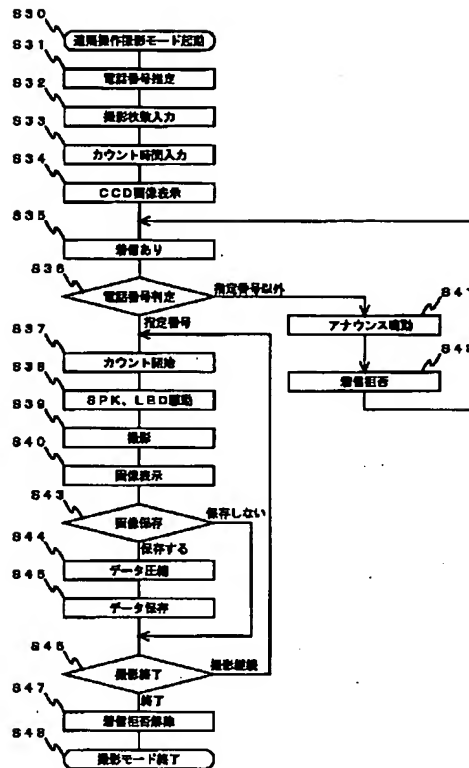 S30
遠隔操作撮影モード起動
S31
電話番号指定
S32
撮影枚数入力
S33
カウント時間入力
S34
CCD画像表示
S35
着信あり
S36
電話番号判定
指定番号以外
S41
アナウンス鳴動
S42
着信拒否
指定番号
S37
カウント開始
S38
SPK、LED駆動
S39
撮影
S40
画像表示
S43
画像保存
保存しない
保存する
S44
データ圧縮
S45
データ保存
S46
撮影終了
撮影継続
終了
S47
着信拒否解除
S48
撮影モード終了